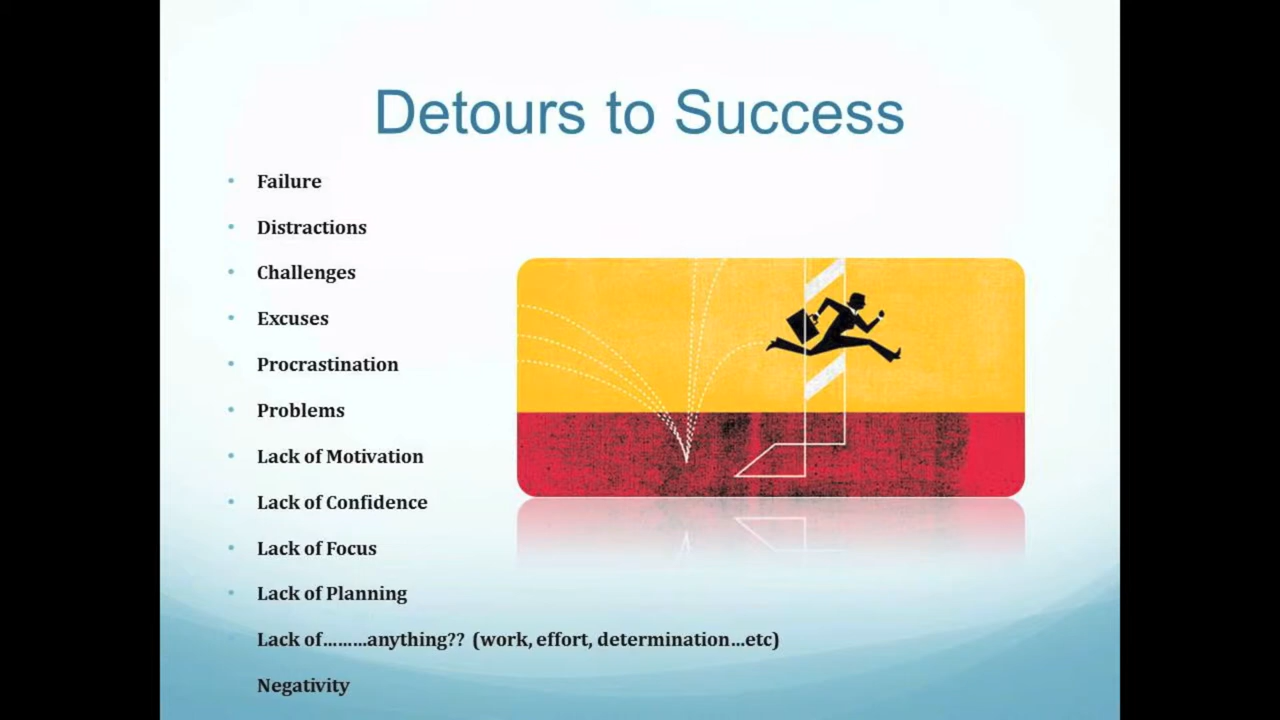 Detours to Success
• Failure
• Distractions
• Challenges
• Excuses
• Procrastination
• Problems
• Lack of Motivation
• Lack of Confidence
• Lack of Focus
• Lack of Planning
• Lack of………anything?? (work, effort, determination…etc)
Negativity